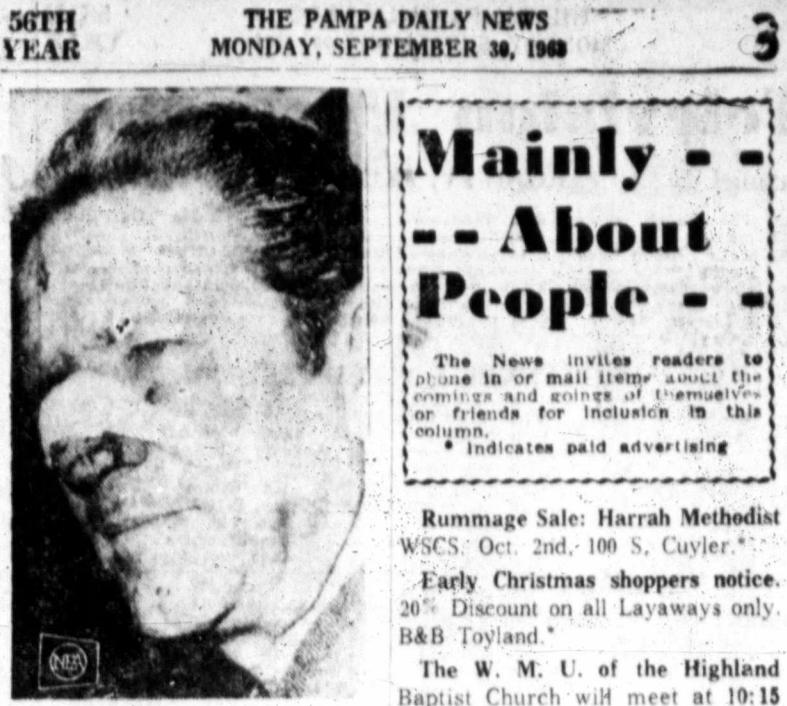 56TH
YEAR
THE PAMPA DAILY NEWS
MONDAY, SEPTEMBER 30, 1963
3
Mainly - -
- - About
People - -
The News invites readers to
phone in or mail items about the
comings and goings of themuelves
or friends for inclusion in this
column.
* Indicates paid advertising
Rummage Sale: Harrah Methodist
WSCS. Oct. 2nd. 100 S. Cuyler.*
Early Christmas shoppers notice.
20% Discount on all Layaways only.
B&B Toyland.*
The W. M. U. of the Highland
Baptist Church will meet at 10:15
NEA